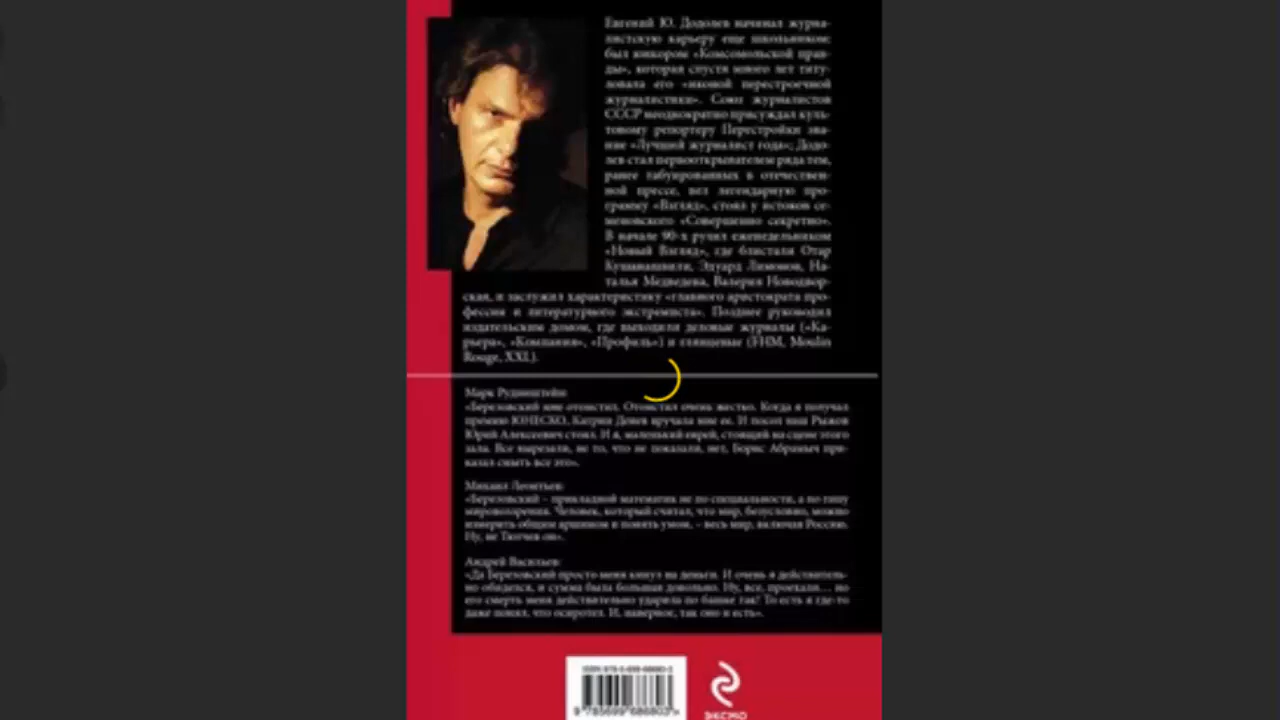 Евгений Ю. Додолев начинал журна-
листскую карьеру еще школьником:
был юнкором «Комсомольской прав-
ды», которая спустя много лет титу-
ловала его «иконой перестроечной
журналистики». Союз журналистов
СССР неоднократно присуждал куль-
товому репортеру Перестройки зва-
ние «Лучший журналист года»; Додо-
лев стал первооткрывателем ряда тем,
ранее табуированных в отечествен-
ной прессе, вел легендарную про-
грамму «Взгляд», стоял у истоков се-
меновского «Совершенно секретно».
В начале 90-х рулил еженедельником
«Новый Взгляд», где блистали Отар
Кушанашвили, Эдуард Лимонов, На-
талья Медведева, Валерия Новодвор-
ская, и заслужил характеристику «главного аристократа про-
фессии и литературного экстремиста». Позднее руководил
издательским домом, где выходили деловые журналы («Ка-
рьера», «Компания», «Профиль») и глянцевые (FHM, Moulin
Rouge, XXL).
Марк Рудинштейн:
«Березовский мне отомстил. Отомстил очень жестко. Когда я получал
премию ЮНЕСКО, Катрин Денев вручала мне ее. И посол наш Рыжов
Юрий Алексеевич стоял. И я, маленький еврей, стоящий на сцене этого
зала. Все вырезали, не то, что не показали, нет, Борис Абрамыч при-
казал смыть все это».
Михаил Леонтьев:
«Березовский – прикладной математик не по специальности, а по типу
мировоззрения. Человек, который считал, что мир, безусловно, можно
измерить общим аршином и понять умом, – весь мир, включая Россию.
Ну, не Тютчев он».
Андрей Васильев:
«Да Березовский просто меня кинул на деньги. И очень я действитель-
но обиделся, и сумма была большая довольно. Ну, все, проехали… но
его смерть меня действительно ударила по башке так! То есть я где-то
даже понял, что осиротел. И, наверное, так оно и есть».
9 785699 686803
ЭКСМО